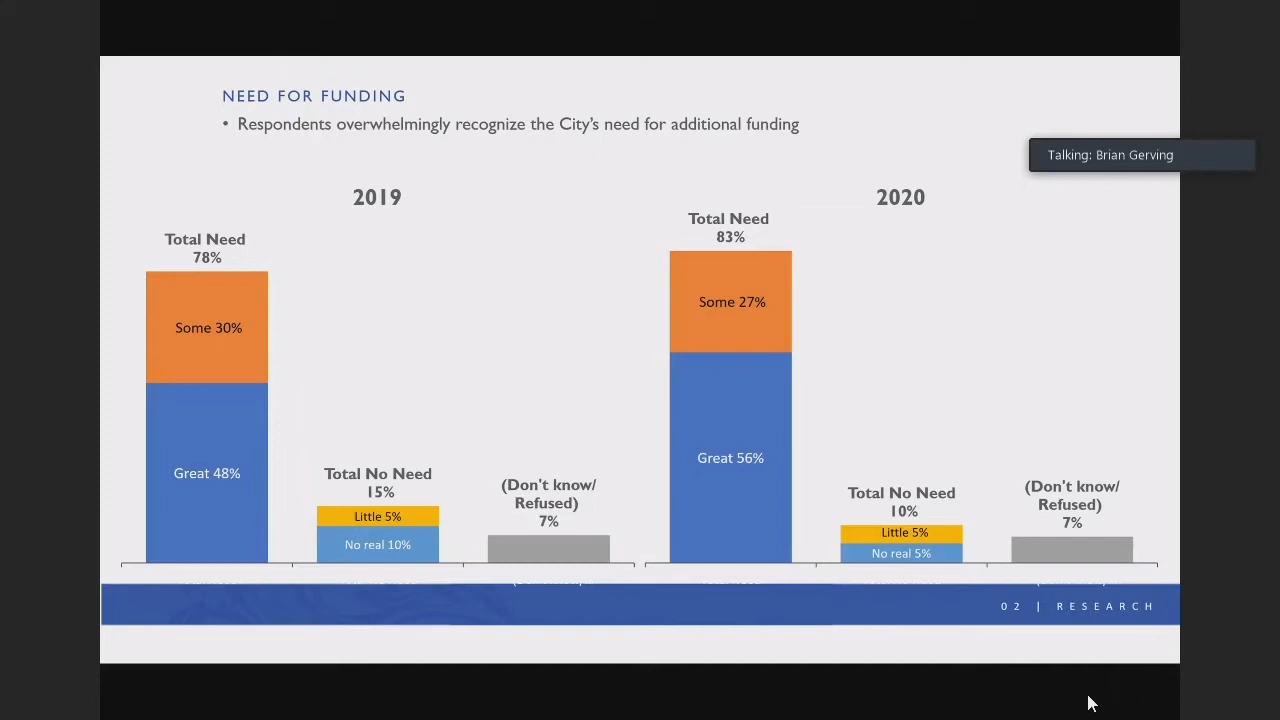 NEED FOR FUNDING
• Respondents overwhelmingly recognize the City's need for additional funding
Talking: Brian Gerving
2019
Total Need
78%
Some 30%
Great 48%
Total No Need
15%
Little 5%
No real 10%
(Don't know/
Refused)
7%
2020
Total Need
83%
Some 27%
Great 56%
Total No Need
10%
Little 5%
No real 5%
(Don't know/
Refused)
7%
02 | RESEARCH